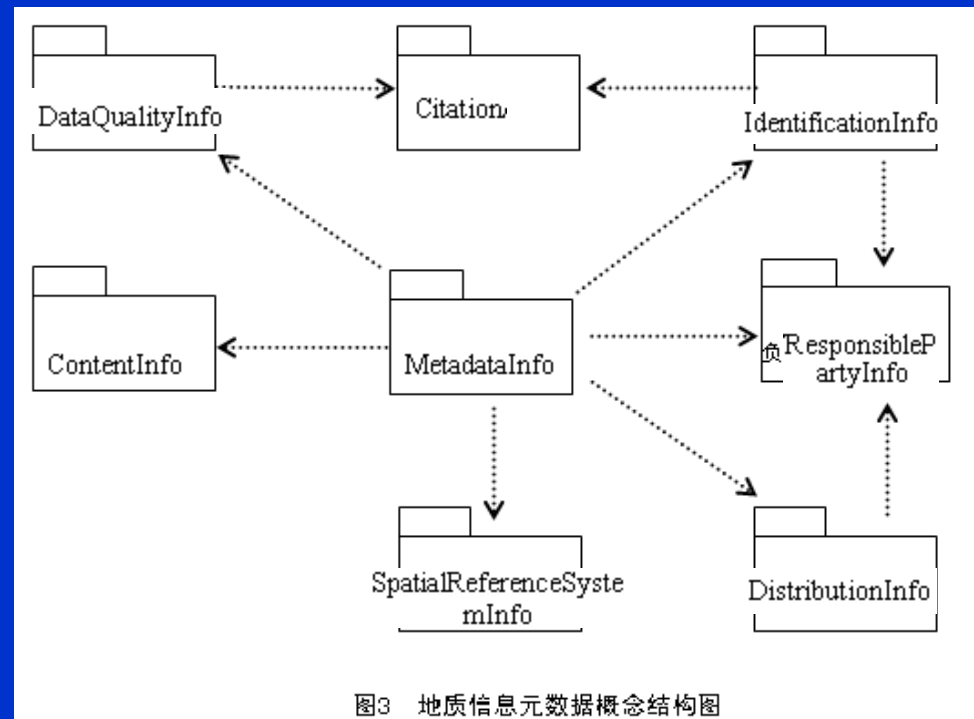 DataQualityInfo
Citation
IdentificationInfo
ContentInfo
MetadataInfo
负
ResponsibleP
artyInfo
SpatialReferenceSyste
mInfo
DistributionInfo
图3 地质信息元数据概念结构图